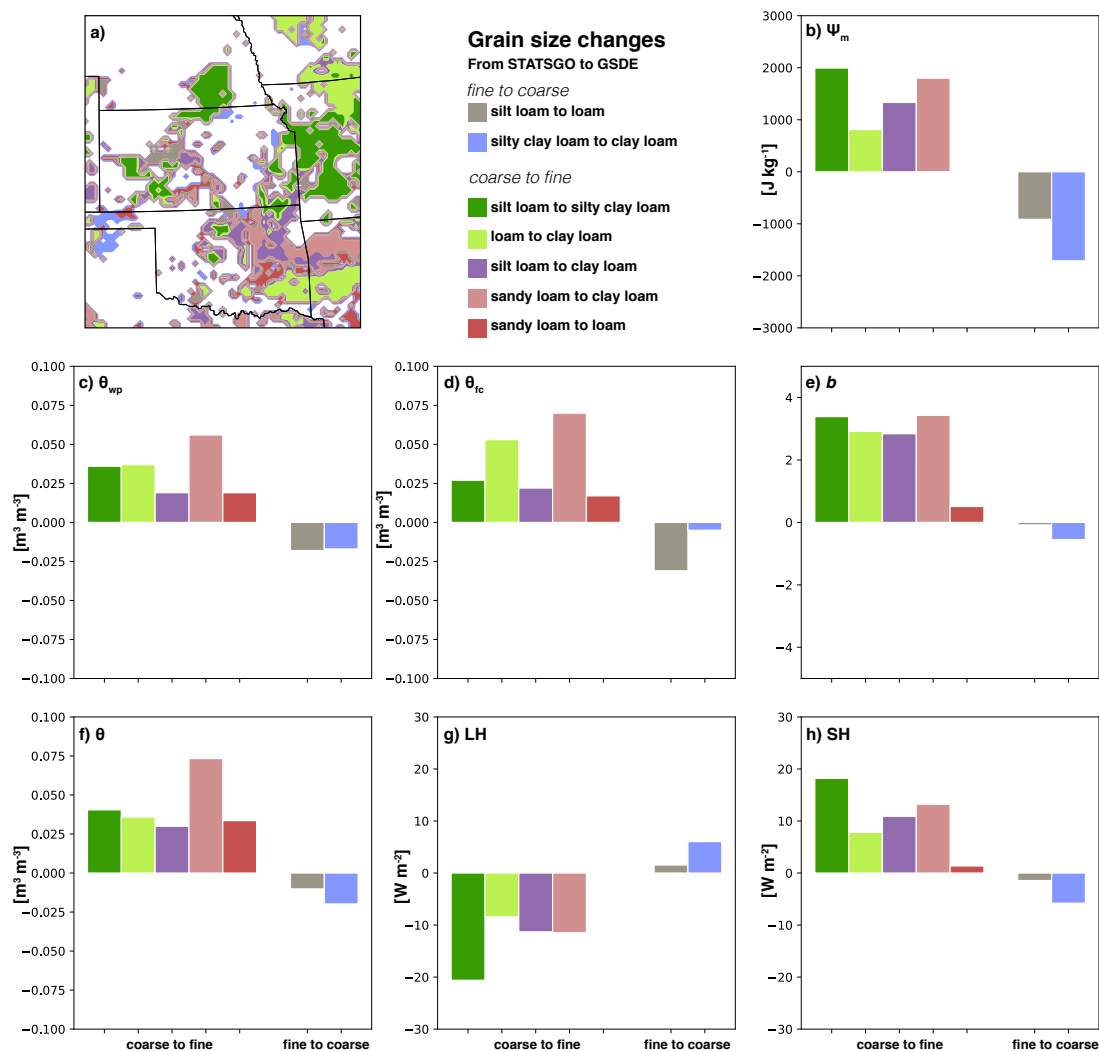 a)
Grain size changes
From STATSGO to GSDE
fine to coarse
silt loam to loam
silty clay loam to clay loam
coarse to fine
silt loam to silty clay loam
loam to clay loam
silt loam to clay loam
sandy loam to clay loam
sandy loam to loam
b) Ψm
[J kg⁻¹]
3000
2000
1000
0
−1000
−2000
−3000
c) θwp
[m³ m⁻³]
0.100
0.075
0.050
0.025
0.000
−0.025
−0.050
−0.075
−0.100
d) θfc
[m³ m⁻³]
0.100
0.075
0.050
0.025
0.000
−0.025
−0.050
−0.075
−0.100
e) b
4
2
0
−2
−4
f) θ
[m³ m⁻³]
0.100
0.075
0.050
0.025
0.000
−0.025
−0.050
−0.075
−0.100
coarse to fine
fine to coarse
g) LH
[W m⁻²]
30
20
10
0
−10
−20
−30
coarse to fine
fine to coarse
h) SH
[W m⁻²]
30
20
10
0
−10
−20
−30
coarse to fine
fine to coarse